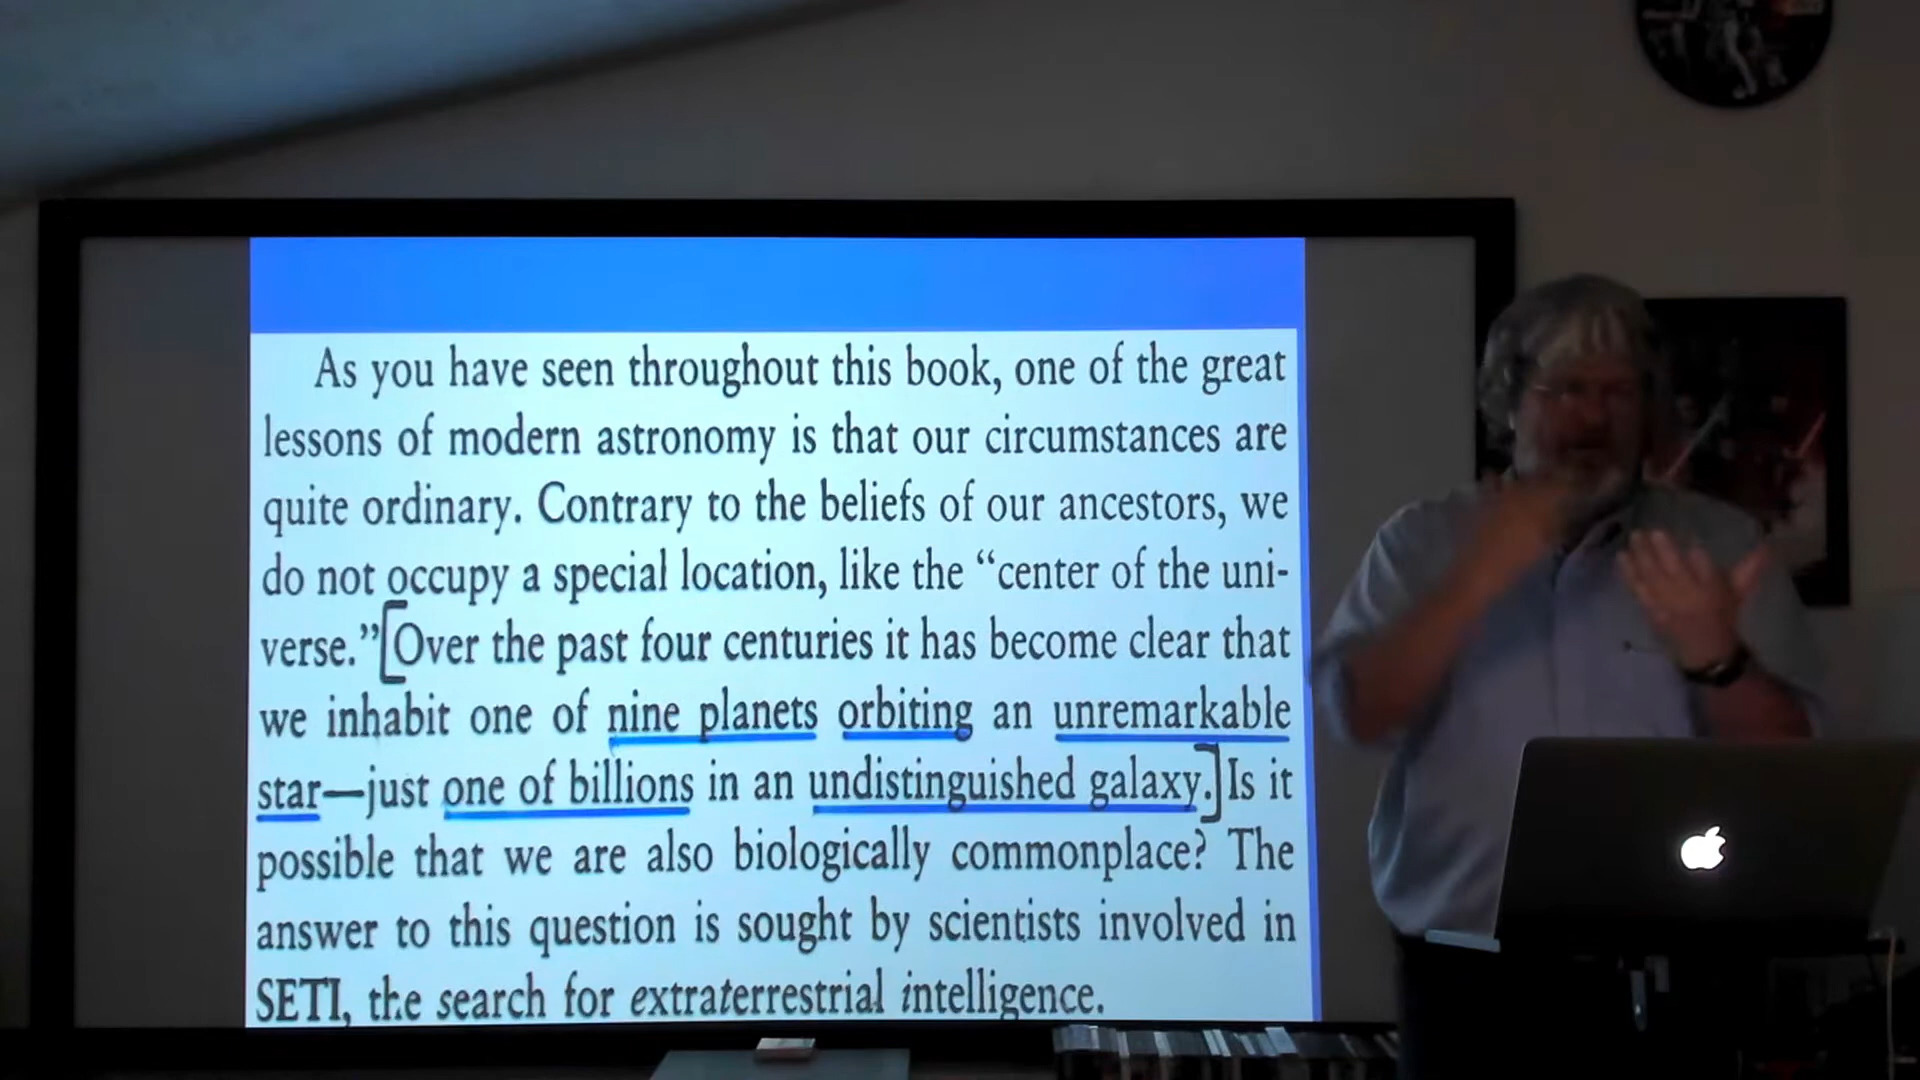 As you have seen throughout this book, one of the great
lessons of modern astronomy is that our circumstances are
quite ordinary. Contrary to the beliefs of our ancestors, we
do not occupy a special location, like the “center of the uni-
verse.” [Over the past four centuries it has become clear that
we inhabit one of nine planets orbiting an unremarkable
star—just one of billions in an undistinguished galaxy.] Is it
possible that we are also biologically commonplace? The
answer to this question is sought by scientists involved in
SETI, the search for extraterrestrial intelligence.